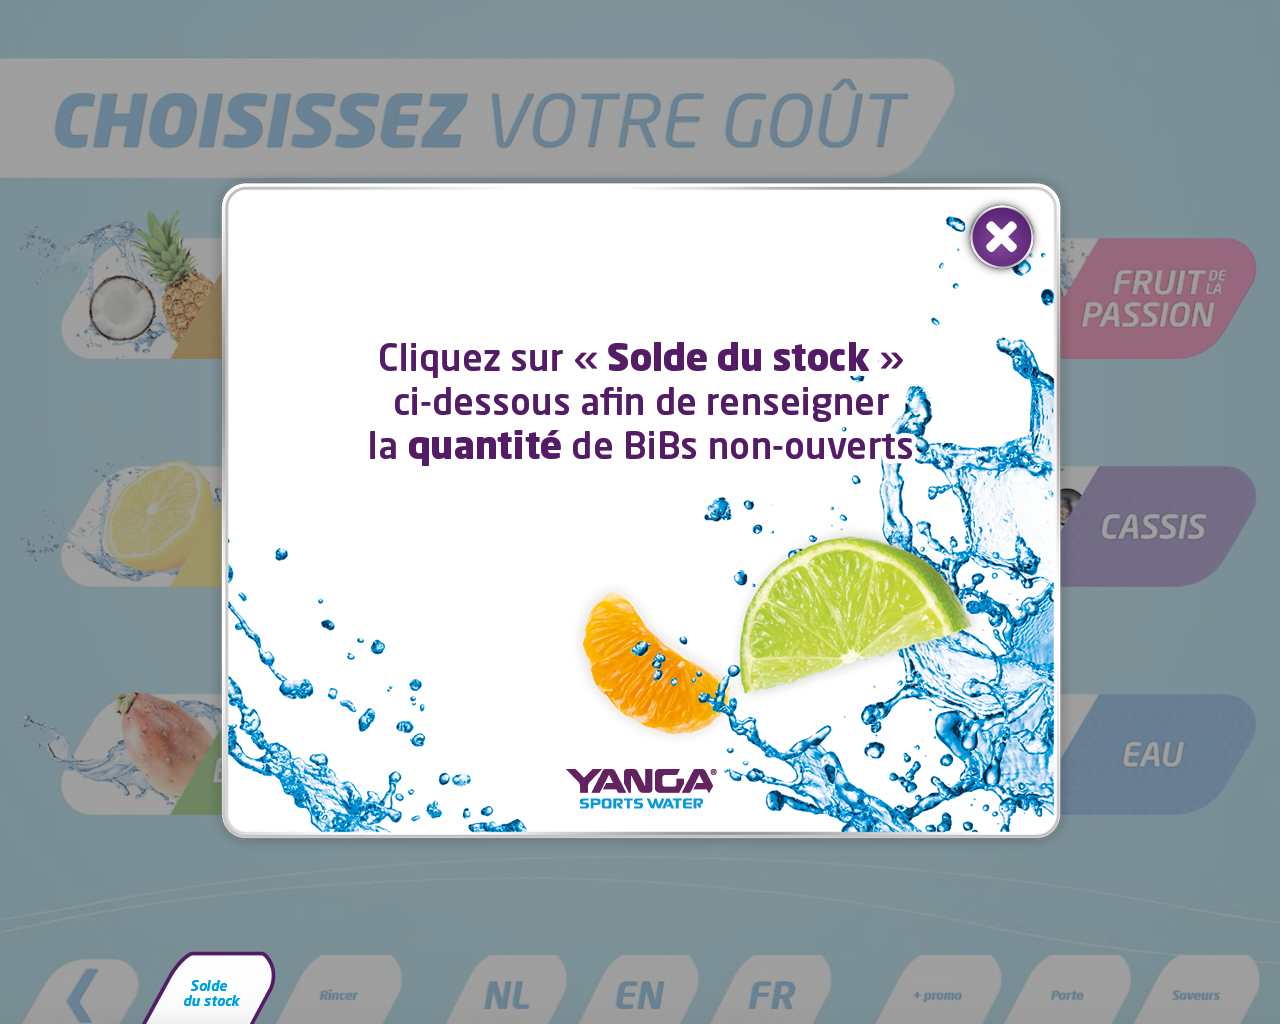 CHOISISSEZ VOTRE GOÛT
FRUIT DE LA
PASSION
Cliquez sur « Solde du stock »
ci-dessous afin de renseigner
la quantité de BiBs non-ouverts
CASSIS
EAU
YANGA®
SPORTS WATER
Solde
du stock
Rincer
NL
EN
FR
+ promo
Porte
Saveurs